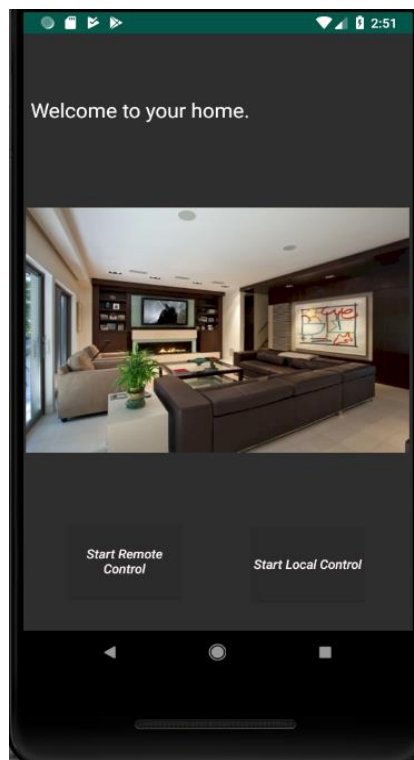 2:51
Welcome to your home.
Start Remote
Control
Start Local Control